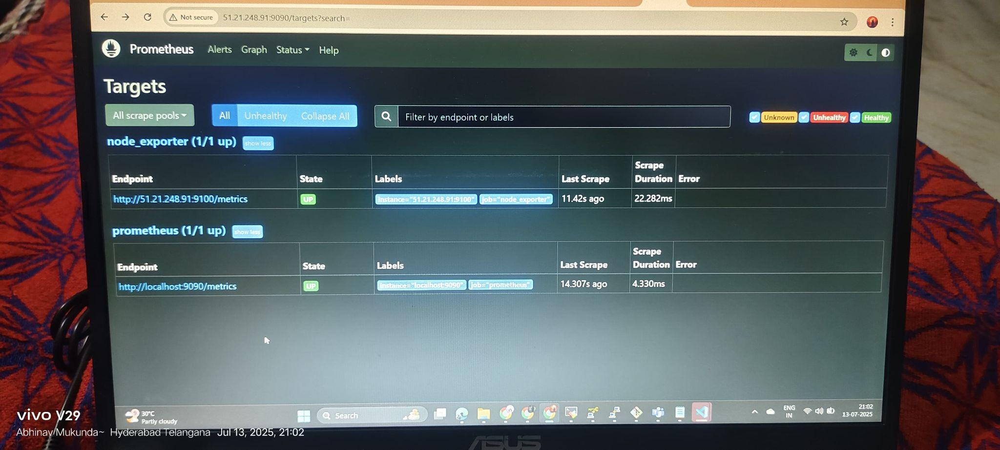 Not secure 51.21.248.91:9090/targets?search=
Prometheus Alerts Graph Status Help
Targets
All scrape pools All Unhealthy Collapse All Filter by endpoint or labels Unknown Unhealthy Healthy
node_exporter (1/1 up) show less
Endpoint State Labels Last Scrape Scrape Duration Error
http://51.21.248.91:9100/metrics UP instance="51.21.248.91:9100" job="node_exporter" 11.42s ago 22.282ms
prometheus (1/1 up) show less
Endpoint State Labels Last Scrape Scrape Duration Error
http://localhost:9090/metrics UP instance="localhost:9090" job="prometheus" 14.307s ago 4.330ms
30°C
Partly cloudy
Search
ENG
IN
21:02
13-07-2025
vivo V29
Abhinav Mukunda~ Hyderabad Telangana Jul 13, 2025, 21:02
ASUS